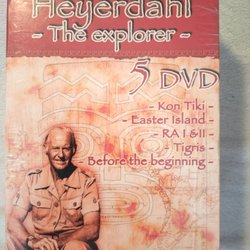 Heyerdahl
- The explorer -
5 DVD
- Kon Tiki -
- Easter Island -
- RA I & II -
- Tigris -
- Before the beginning -